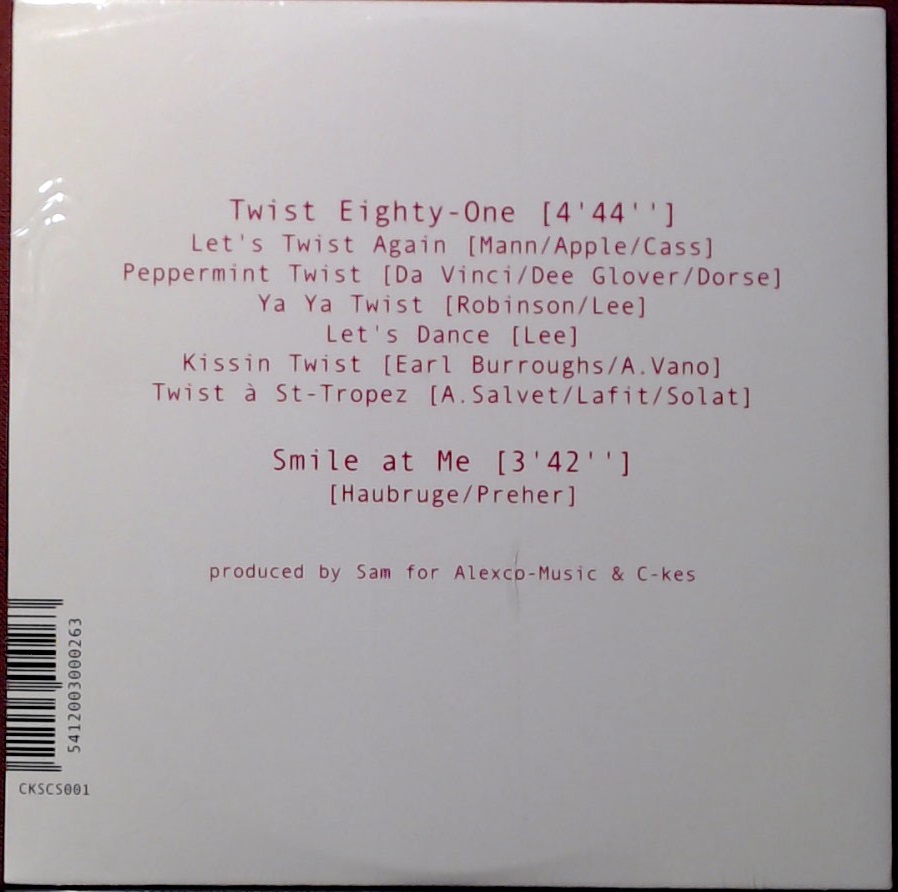 Twist Eighty-One [4'44'']
Let's Twist Again [Mann/Apple/Cass]
Peppermint Twist [Da Vinci/Dee Glover/Dorse]
Ya Ya Twist [Robinson/Lee]
Let's Dance [Lee]
Kissin Twist [Earl Burroughs/A.Vano]
Twist à St-Tropez [A.Salvet/Lafit/Solat]
Smile at Me [3'42'']
[Haubruge/Preher]
produced by Sam for Alexco-Music & C-kes
5412003000263
CKSCS001